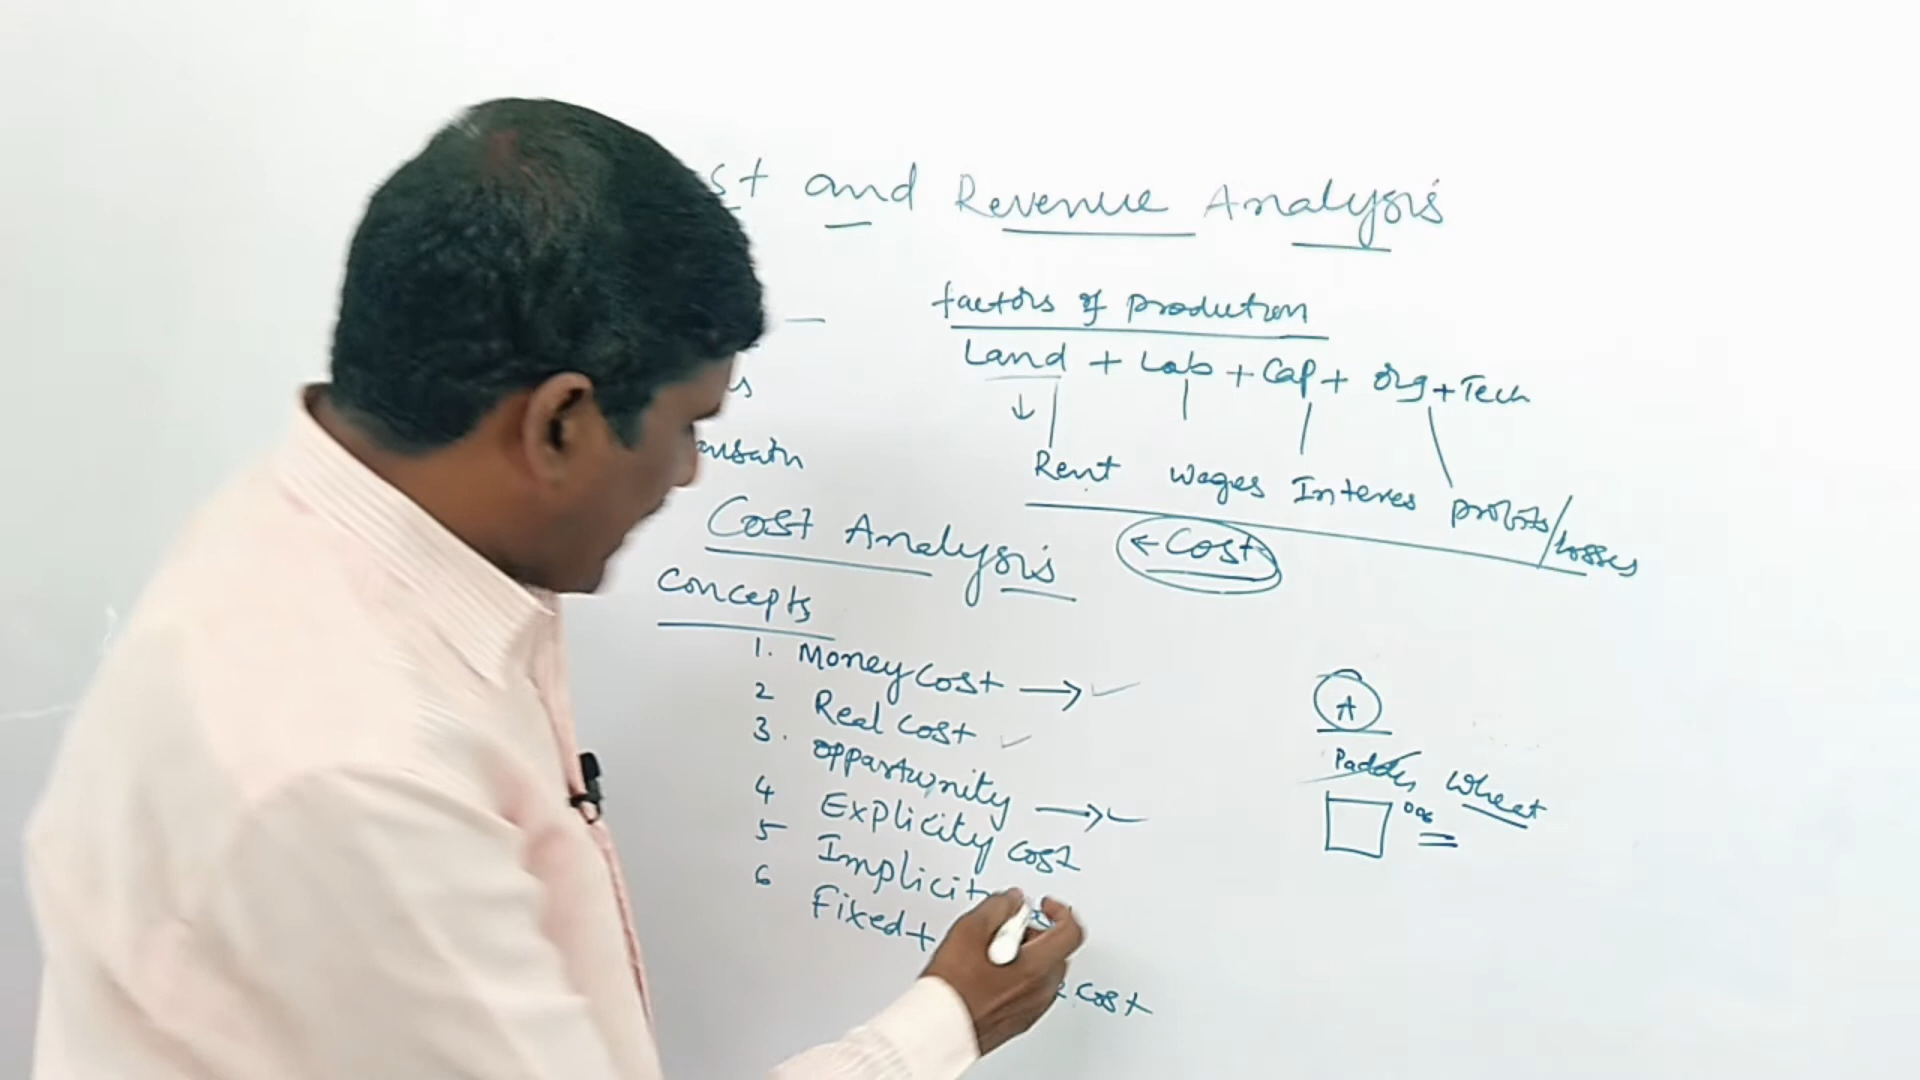 st and Revenue Analysis
factors of production
Land + Lab + Cap + Org + Tech
Rent wages Interes profits/losses
Cost Analysis ← Cost
Concepts
1. Money Cost → ✓
2 Real Cost ✓
3. opportunity → ✓
4 Explicity Cost
5 Implicit
6 Fixed +
Cost
A
Paddy, Wheat